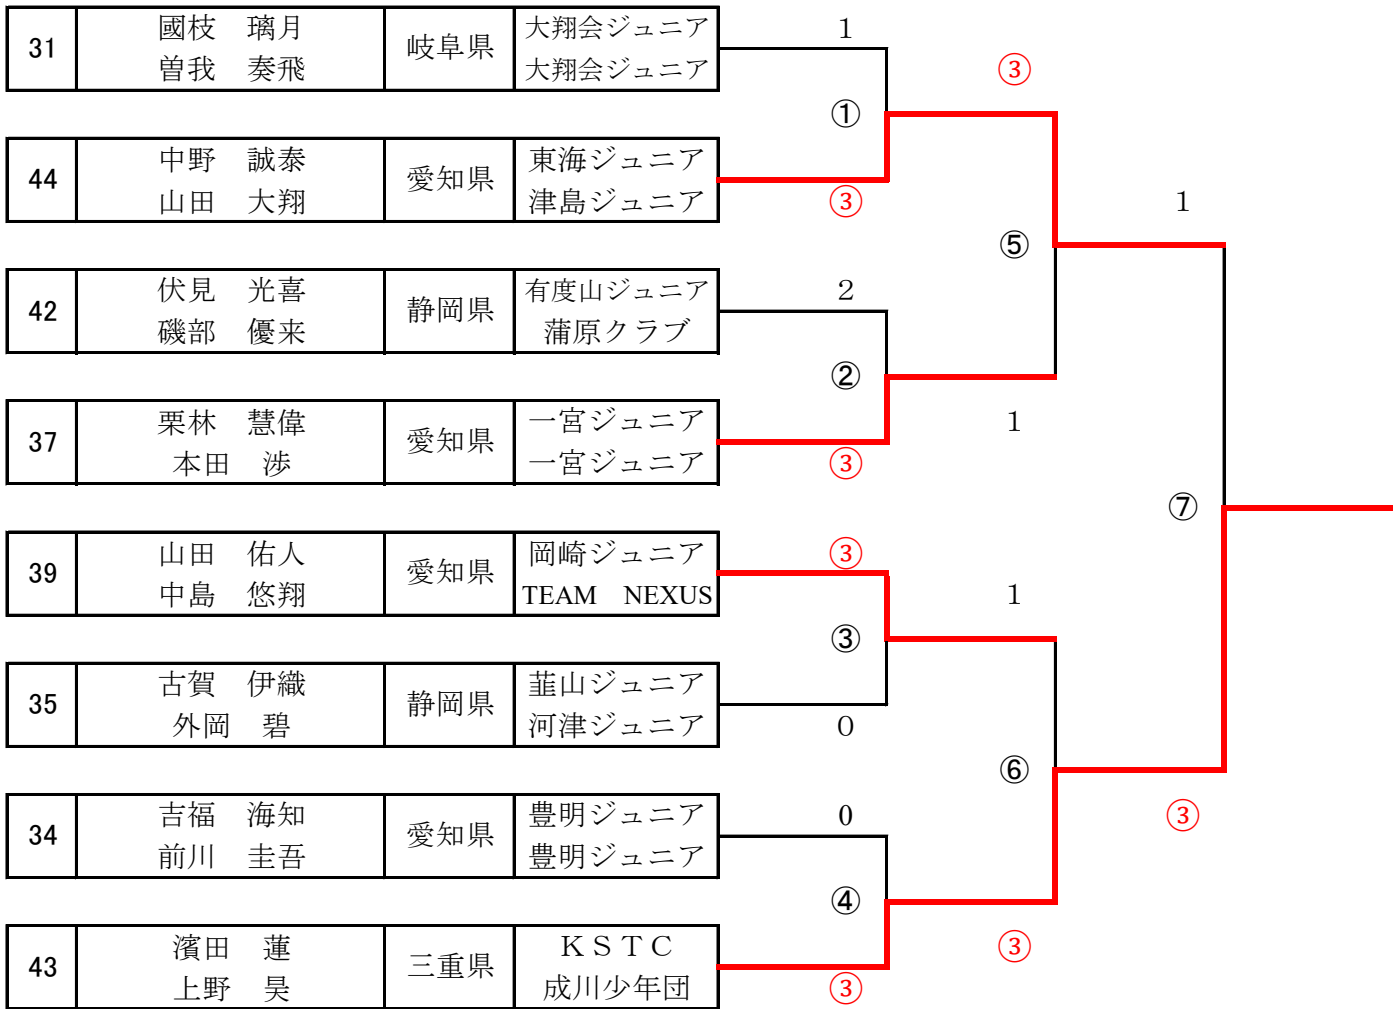 31 國枝　璃月 岐阜県 大翔会ジュニア 1
曽我　奏飛 大翔会ジュニア ③
①
44 中野　誠泰 愛知県 東海ジュニア
山田　大翔 津島ジュニア ③ 1
⑤
42 伏見　光喜 静岡県 有度山ジュニア 2
磯部　優来 蒲原クラブ
②
37 栗林　慧偉 愛知県 一宮ジュニア 1
本田　渉 一宮ジュニア ③
⑦
39 山田　佑人 愛知県 岡崎ジュニア ③
中島　悠翔 TEAM　NEXUS 1
③
35 古賀　伊織 静岡県 韮山ジュニア
外岡　碧 河津ジュニア 0
⑥
34 吉福　海知 愛知県 豊明ジュニア 0 ③
前川　圭吾 豊明ジュニア
④
43 濱田　蓮 三重県 ＫＳＴＣ ③
上野　昊 成川少年団 ③